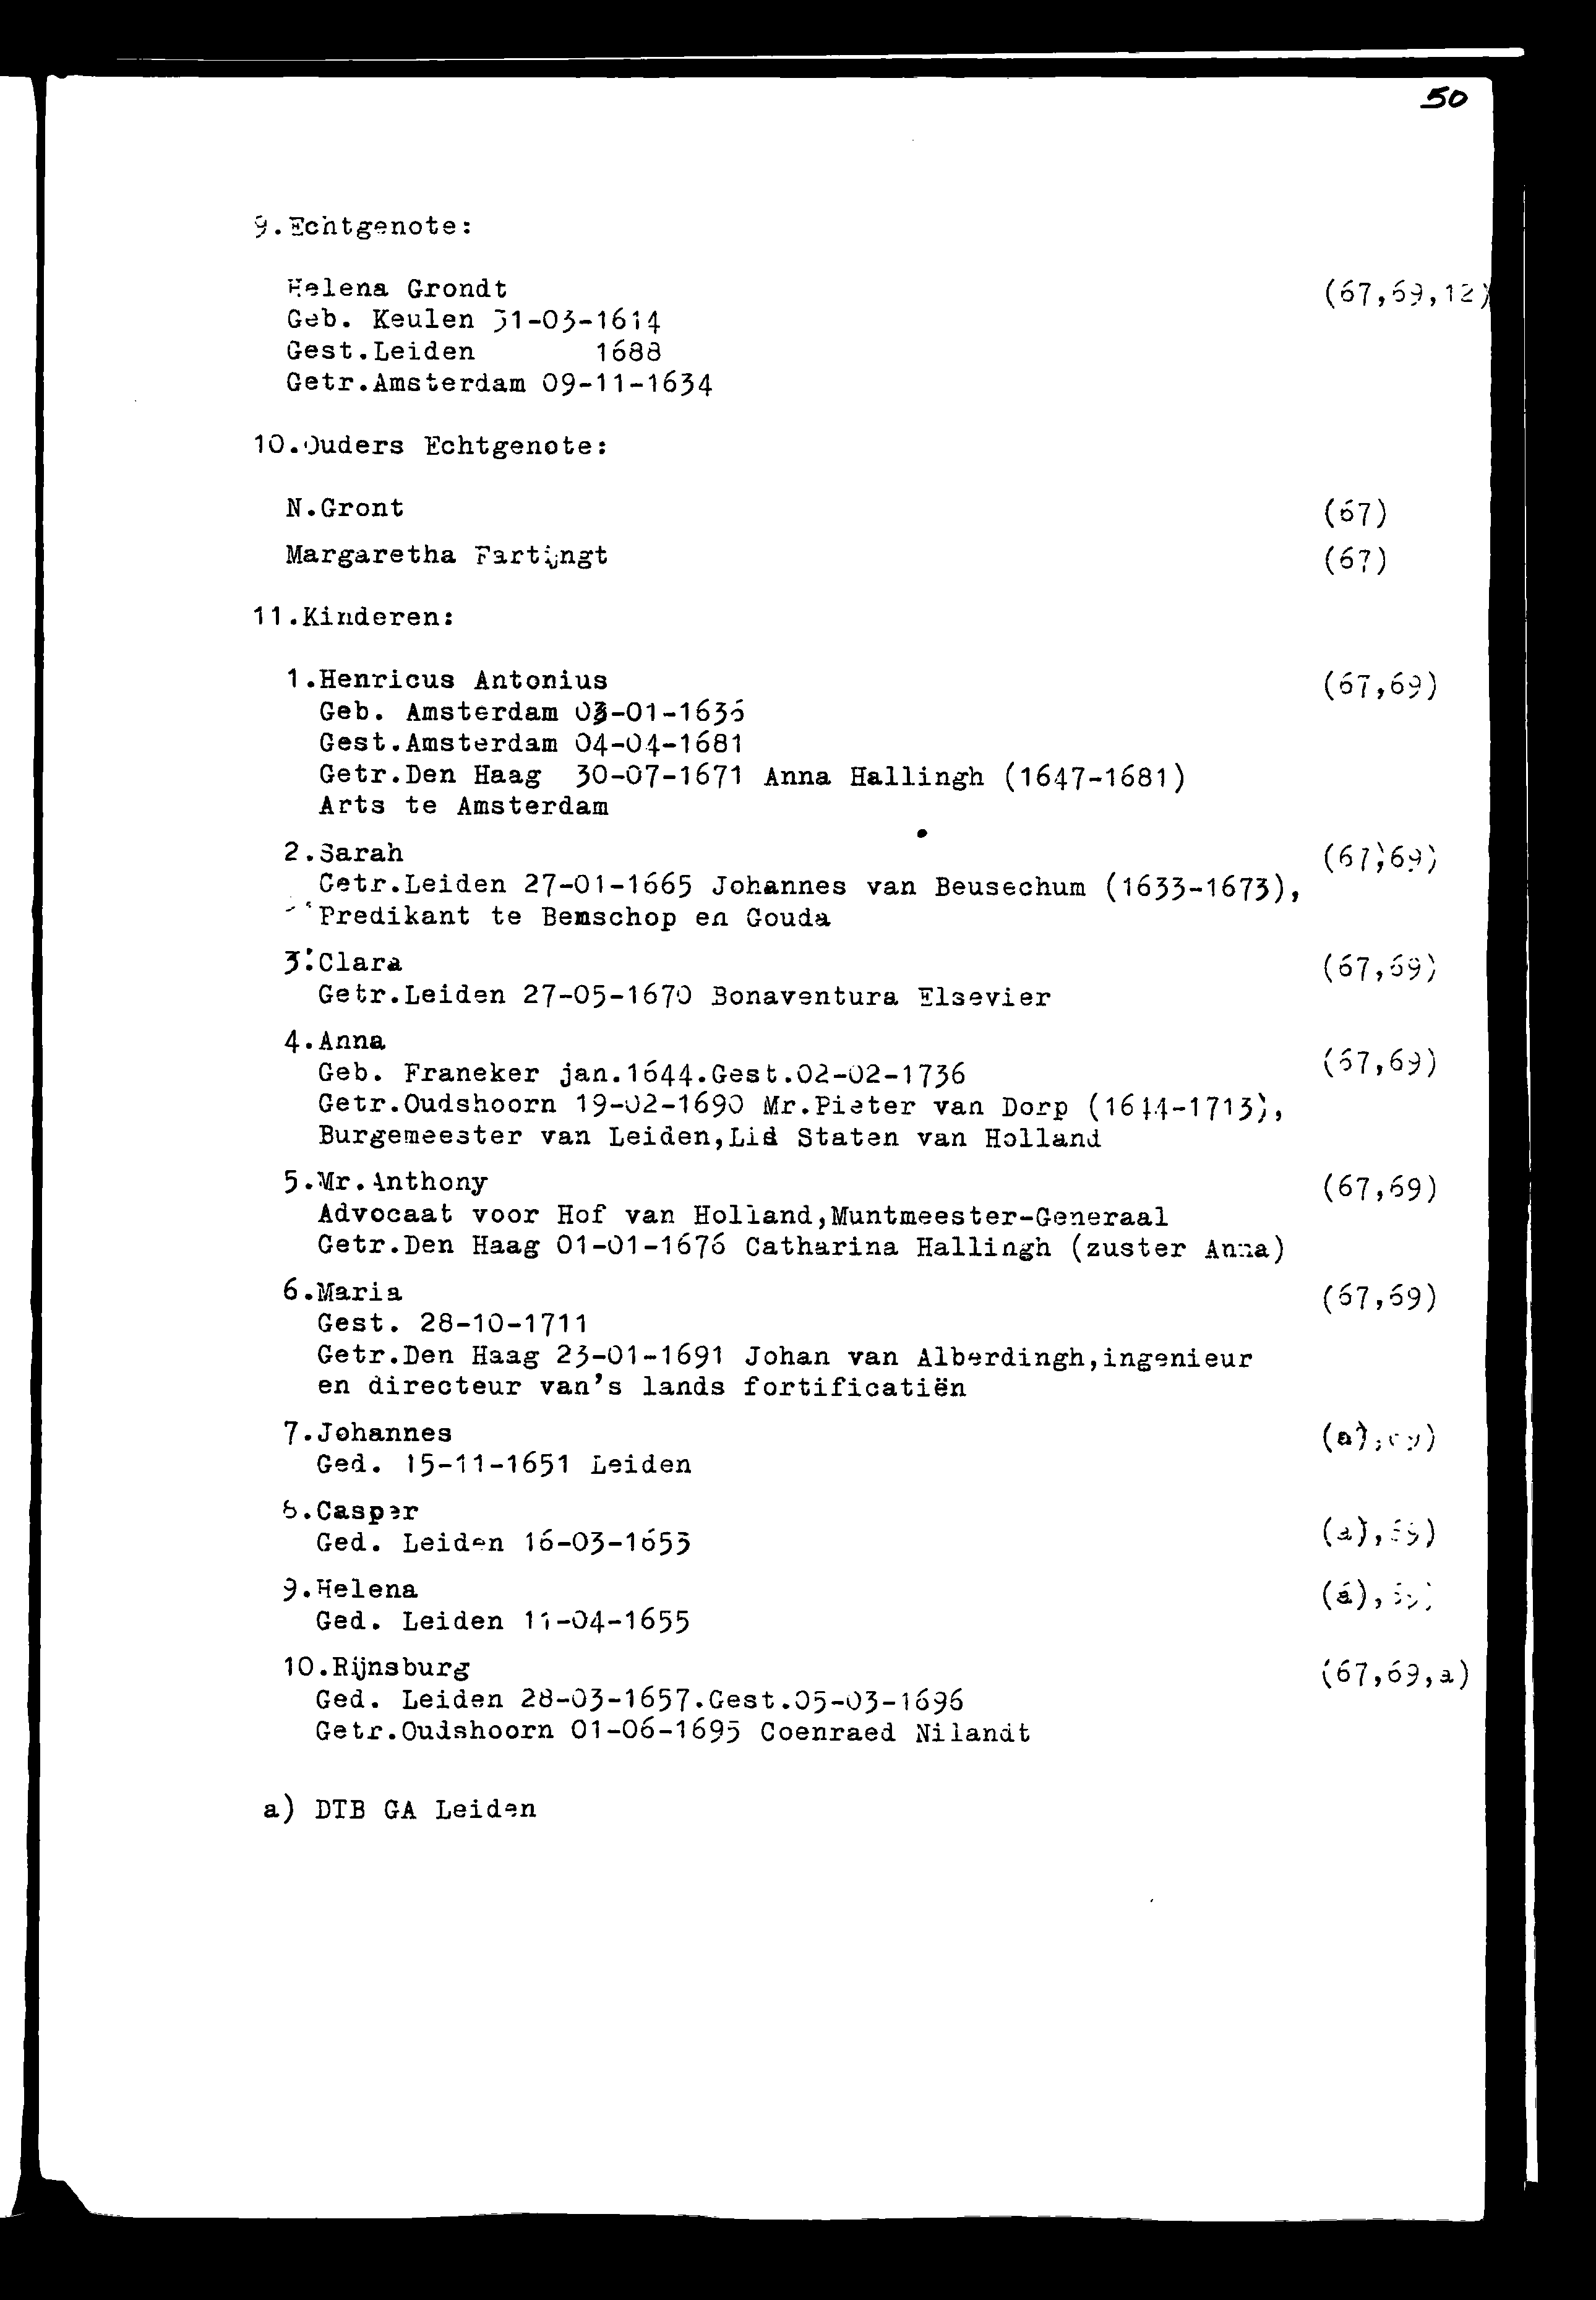 50
9.Echtgenote:
Helena Grondt (67,69,12)
Geb. Keulen 31-03-1614
Gest.Leiden 1688
Getr.Amsterdam 09-11-1634
10.Ouders Echtgenote:
N.Gront (67)
Margaretha Fartijngt (67)
11.Kinderen:
1.Henricus Antonius (67,69)
Geb. Amsterdam 03-01-1636
Gest.Amsterdam 04-04-1681
Getr.Den Haag 30-07-1671 Anna Hallingh (1647-1681)
Arts te Amsterdam
2.Sarah (67,69)
Getr.Leiden 27-01-1665 Johannes van Beusechum (1633-1673),
Predikant te Benschop en Gouda
3.Clara (67,69)
Getr.Leiden 27-05-1670 Bonaventura Elsevier
4.Anna (67,69)
Geb. Franeker jan.1644.Gest.02-02-1736
Getr.Oudshoorn 19-02-1690 Mr.Pieter van Dorp (1644-1713),
Burgemeester van Leiden,Lid Staten van Holland
5.Mr.Anthony (67,69)
Advocaat voor Hof van Holland,Muntmeester-Generaal
Getr.Den Haag 01-01-1676 Catharina Hallingh (zuster Anna)
6.Maria (67,69)
Gest. 28-10-1711
Getr.Den Haag 23-01-1691 Johan van Alberdingh,ingenieur
en directeur van's lands fortificatiën
7.Johannes (a),69)
Ged. 15-11-1651 Leiden
8.Casper (a),69)
Ged. Leiden 16-03-1653
9.Helena (a),69)
Ged. Leiden 11-04-1655
10.Rijnsburg (67,69,a)
Ged. Leiden 28-03-1657.Gest.05-03-1696
Getr.Oudshoorn 01-06-1695 Coenraed Nilandt
a) DTB GA Leiden